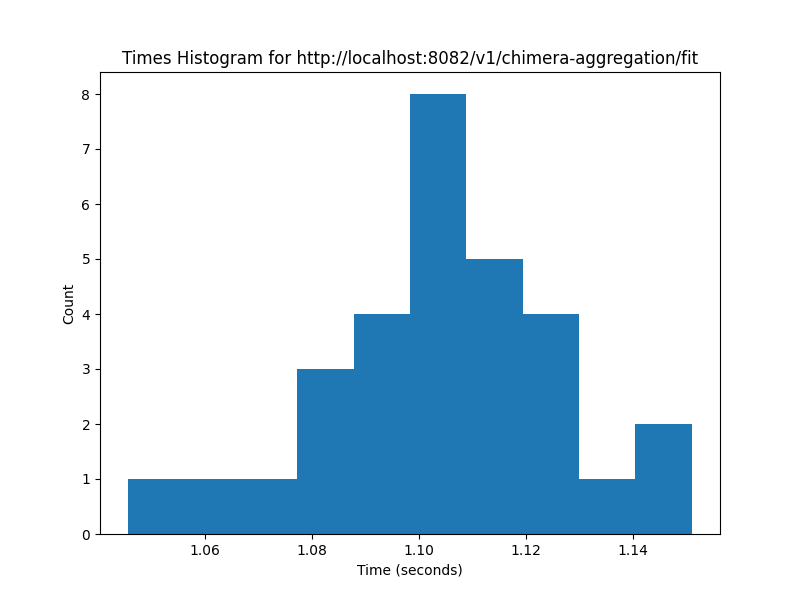 Times Histogram for http://localhost:8082/v1/chimera-aggregation/fit
8
7
6
5
4
3
2
1
0
Count
1.06 1.08 1.10 1.12 1.14
Time (seconds)